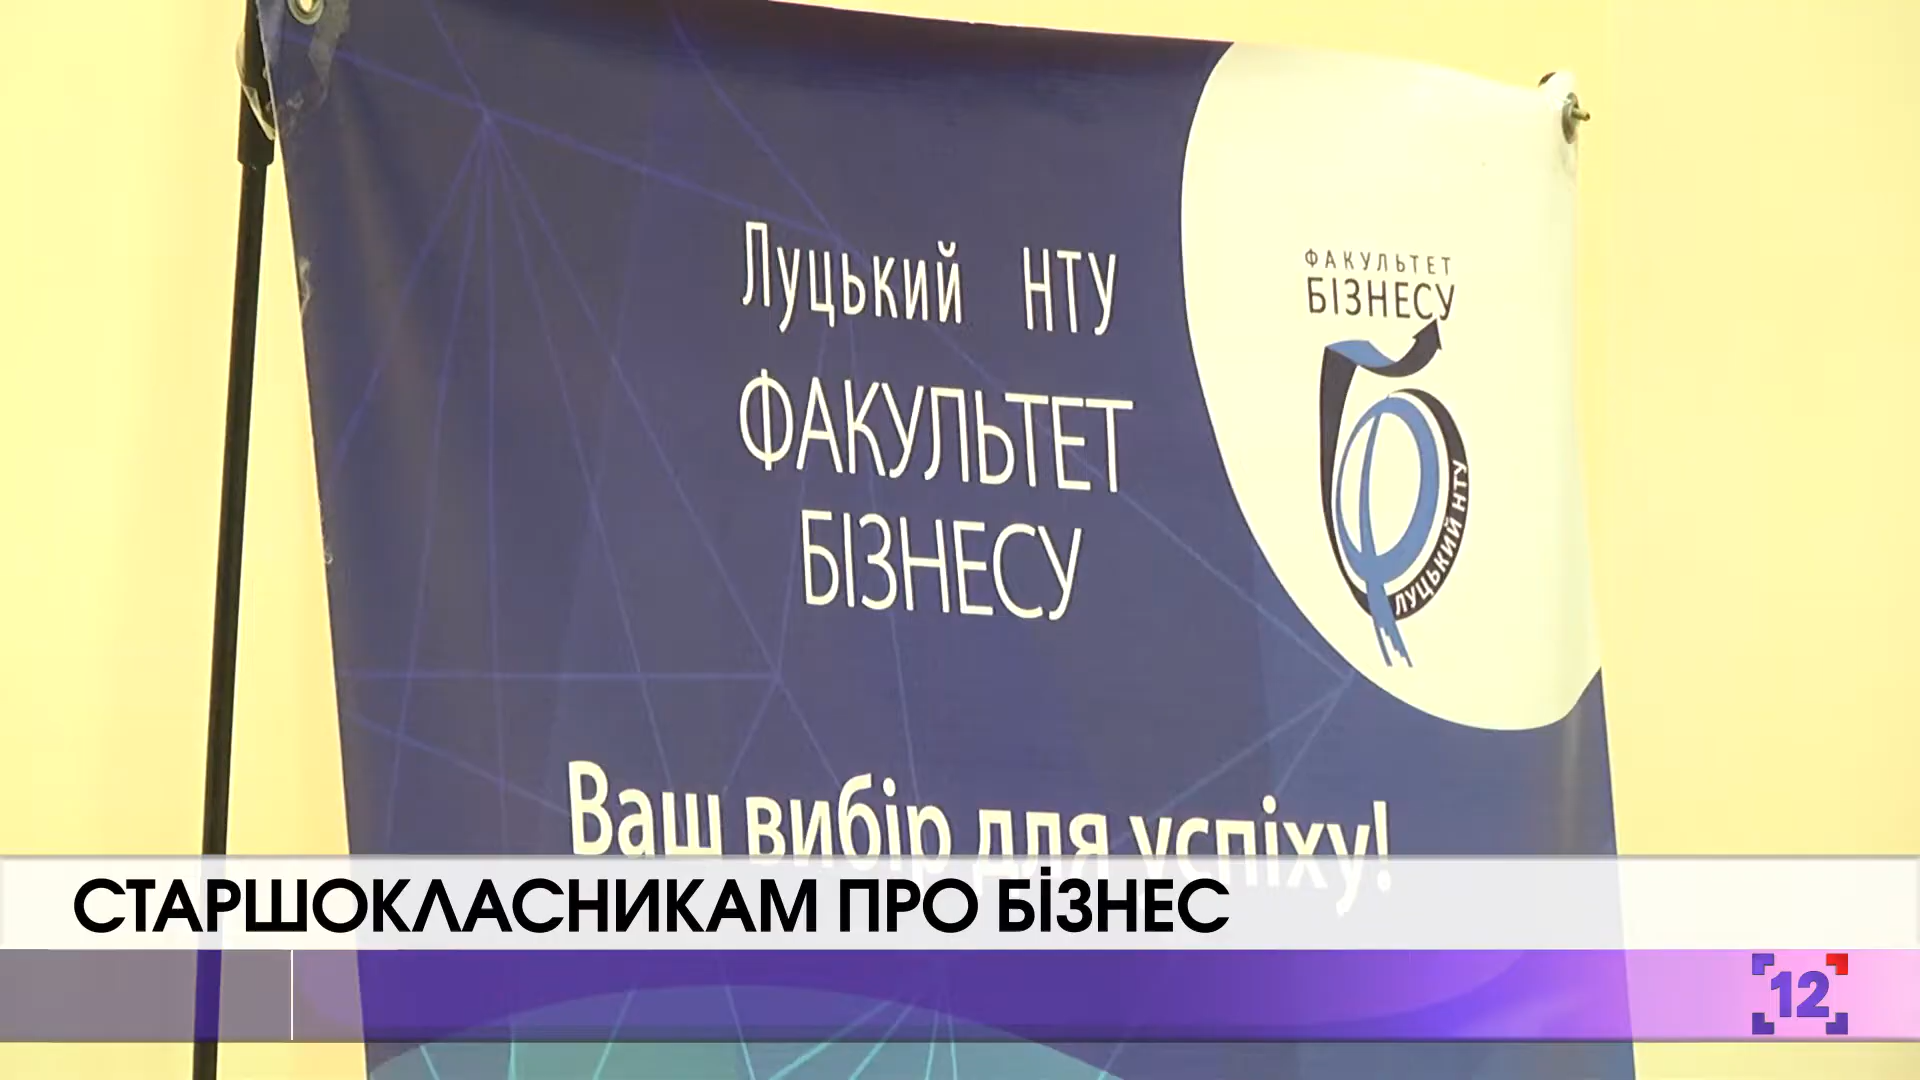 Луцький НТУ
ФАКУЛЬТЕТ
БІЗНЕСУ
ФАКУЛЬТЕТ
БІЗНЕСУ
ЛУЦЬКИЙ НТУ
Ваш вибір для успіху!
СТАРШОКЛАСНИКАМ ПРО БІЗНЕС
12